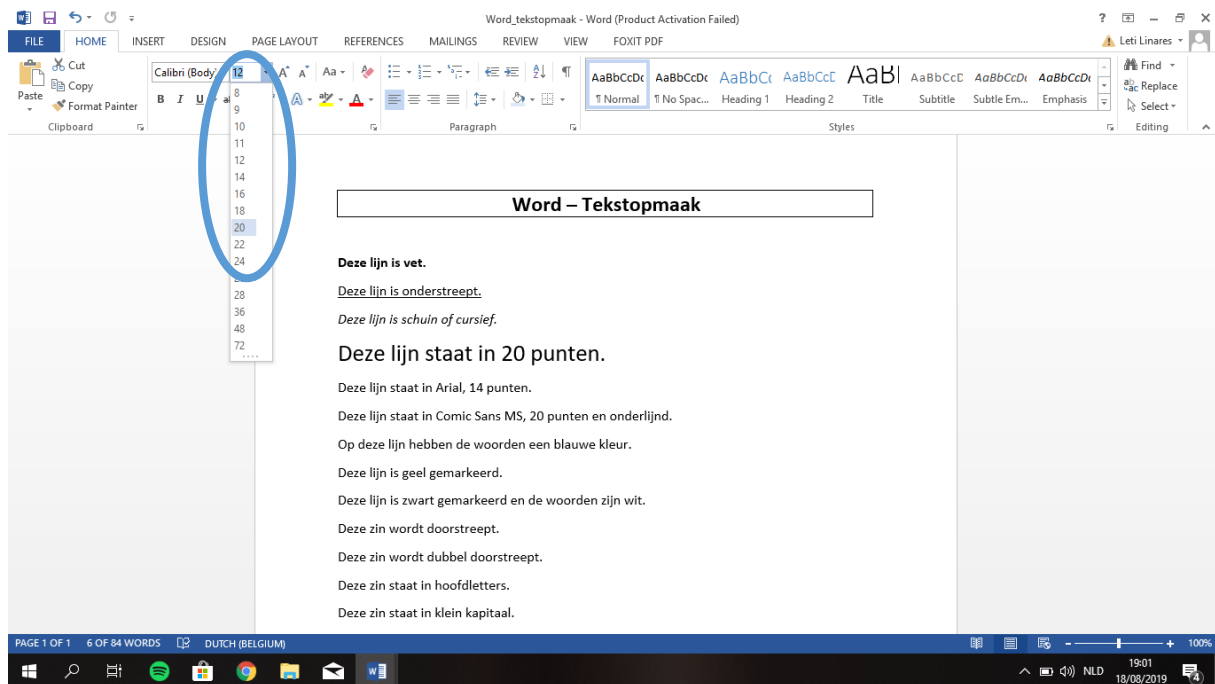 Word_tekstopmaak - Word (Product Activation Failed)
?
FILE HOME INSERT DESIGN PAGE LAYOUT REFERENCES MAILINGS REVIEW VIEW FOXIT PDF Leti Linares
Cut
Copy
Format Painter
Paste
Calibri (Body) 12 Aa
B I U
AaBbCcDc AaBbCcDc AaBbC AaBbCcC AaB AaBbCcD AaBbCcDc AaBbCcDc
¶ Normal ¶ No Spac... Heading 1 Heading 2 Title Subtitle Subtle Em... Emphasis
Find
Replace
Select
Clipboard Paragraph Styles Editing
8
9
10
11
12
14
16
18
20
22
24
28
36
48
72
Word – Tekstopmaak
Deze lijn is vet.
Deze lijn is onderstreept.
Deze lijn is schuin of cursief.
Deze lijn staat in 20 punten.
Deze lijn staat in Arial, 14 punten.
Deze lijn staat in Comic Sans MS, 20 punten en onderlijnd.
Op deze lijn hebben de woorden een blauwe kleur.
Deze lijn is geel gemarkeerd.
Deze lijn is zwart gemarkeerd en de woorden zijn wit.
Deze zin wordt doorstreept.
Deze zin wordt dubbel doorstreept.
Deze zin staat in hoofdletters.
Deze zin staat in klein kapitaal.
PAGE 1 OF 1 6 OF 84 WORDS DUTCH (BELGIUM) 100%
NLD
19:01
18/08/2019
4